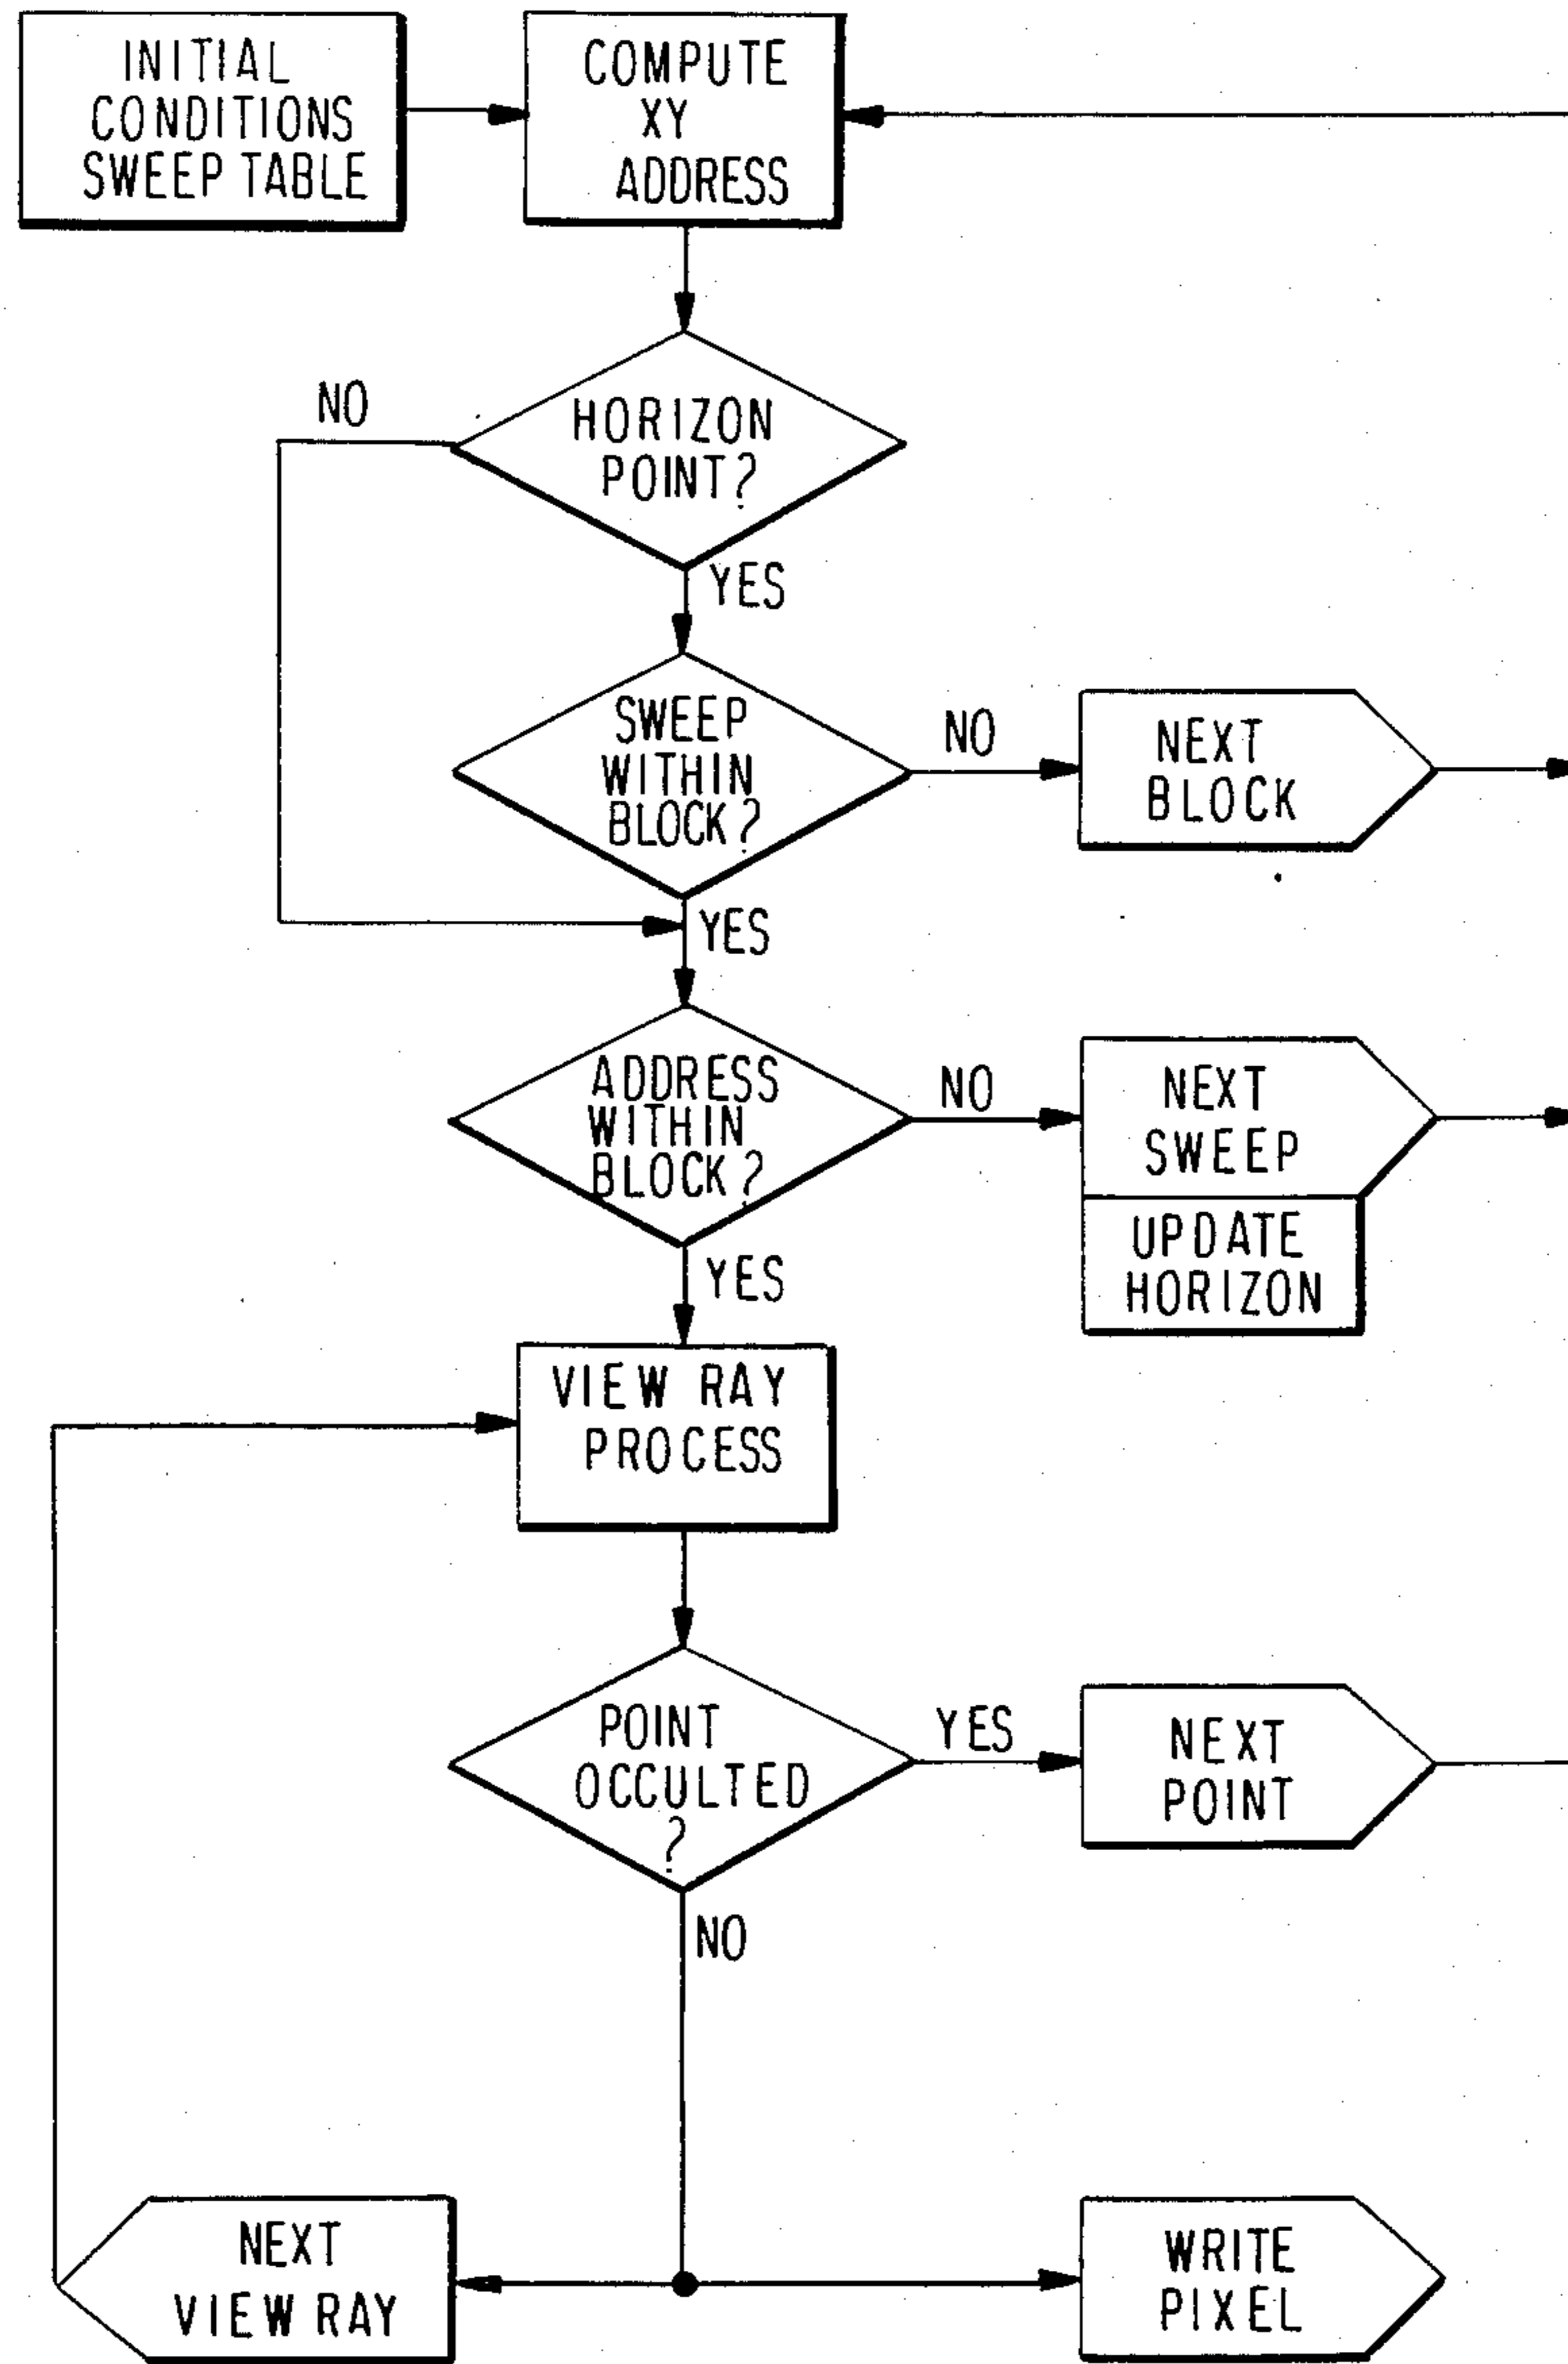 INITIAL
CONDITIONS
SWEEP TABLE
COMPUTE
XY
ADDRESS
NO
HORIZON
POINT?
YES
SWEEP
WITHIN
BLOCK?
NO
NEXT
BLOCK
YES
ADDRESS
WITHIN
BLOCK?
NO
NEXT
SWEEP
UPDATE
HORIZON
YES
VIEW RAY
PROCESS
POINT
OCCULTED
?
YES
NEXT
POINT
NO
NEXT
VIEW RAY
WRITE
PIXEL